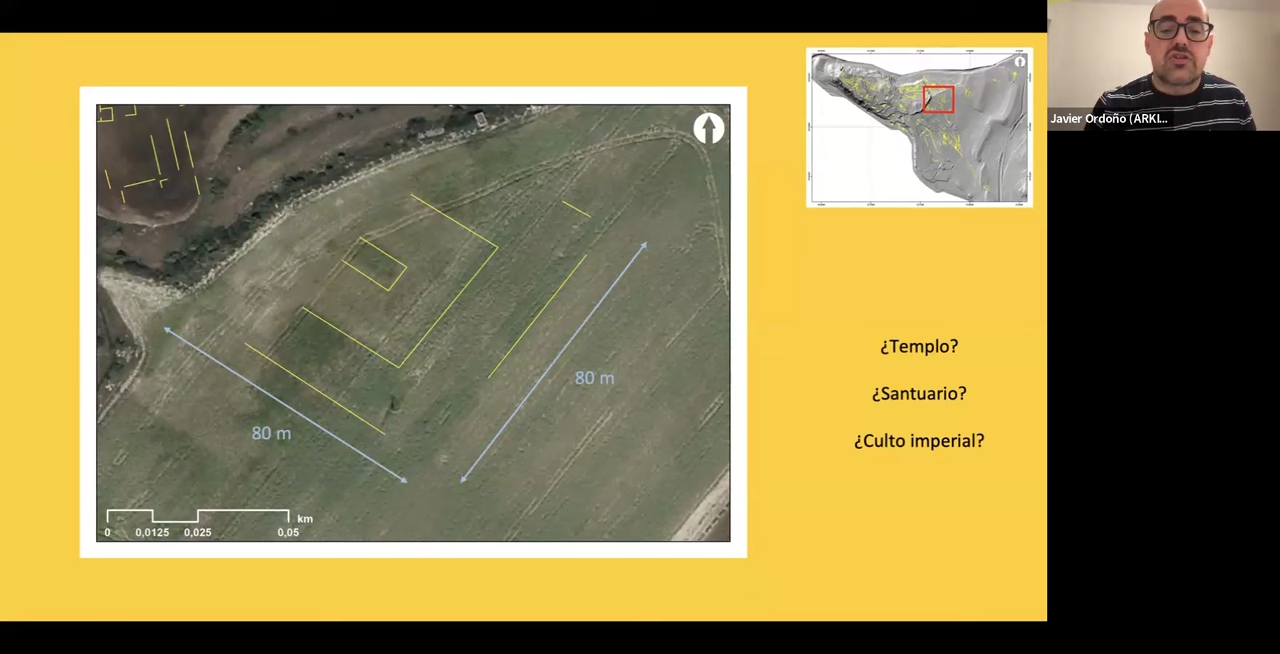 80 m
80 m
km
0 0,0125 0,025 0,05
¿Templo?
¿Santuario?
¿Culto imperial?
Javier Ordoño (ARKI...